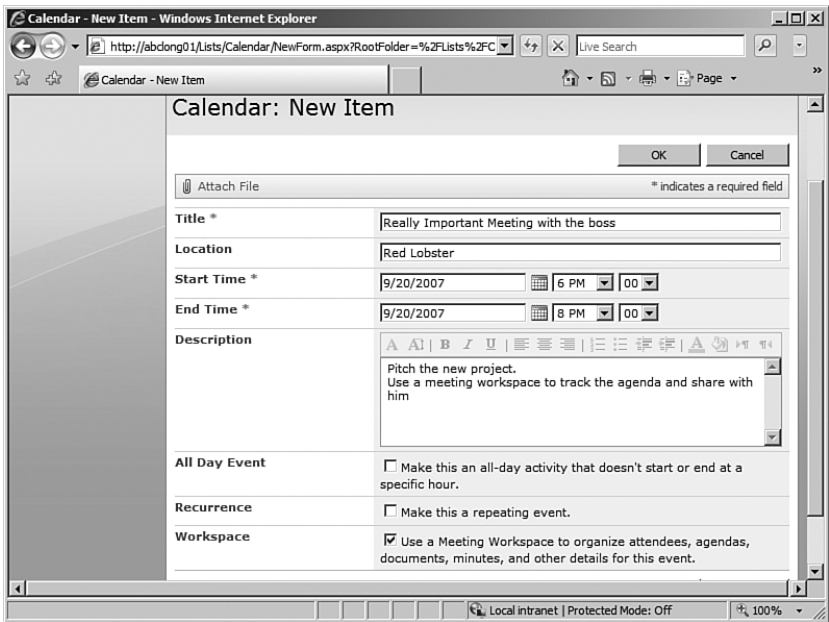 Calendar - New Item - Windows Internet Explorer
http://abclong01/Lists/Calendar/NewForm.aspx?RootFolder=%2FLists%2FC
Live Search
Calendar - New Item
Page
»
Calendar: New Item
OK Cancel
Attach File * indicates a required field
Title * Really Important Meeting with the boss
Location Red Lobster
Start Time * 9/20/2007 6 PM 00
End Time * 9/20/2007 8 PM 00
Description
A A B I U A
Pitch the new project.
Use a meeting workspace to track the agenda and share with
him
All Day Event Make this an all-day activity that doesn't start or end at a
specific hour.
Recurrence Make this a repeating event.
Workspace Use a Meeting Workspace to organize attendees, agendas,
documents, minutes, and other details for this event.
Local intranet | Protected Mode: Off 100%